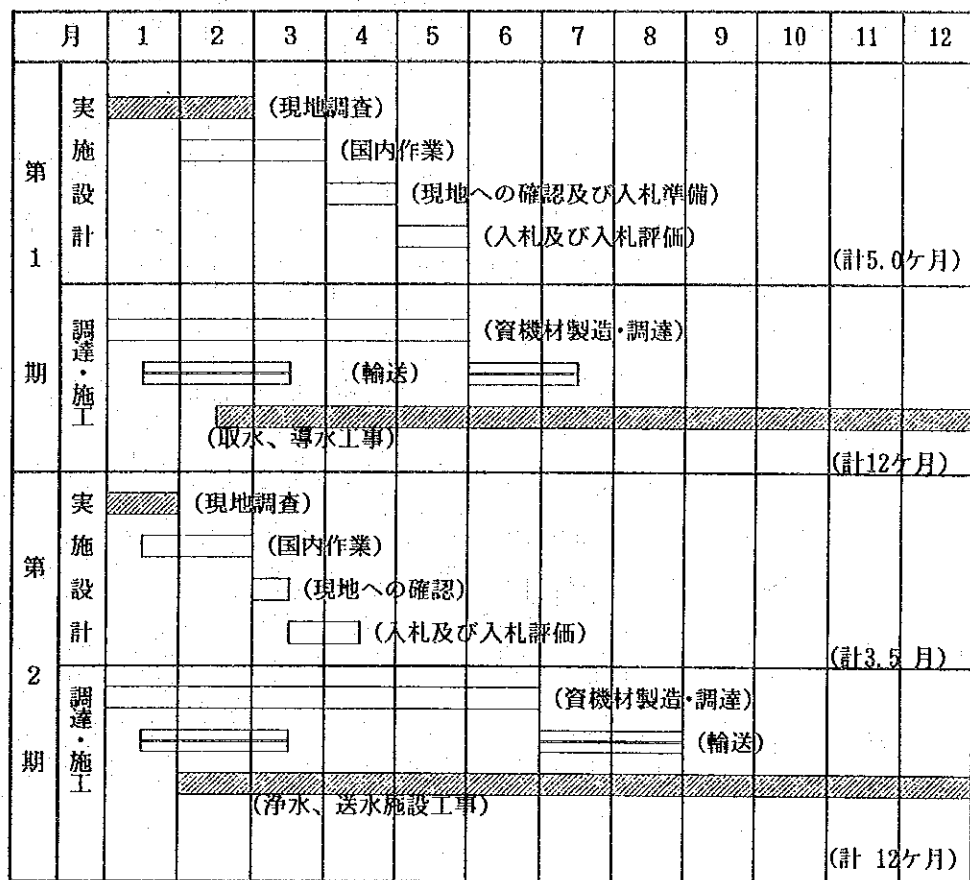 月 1 2 3 4 5 6 7 8 9 10 11 12
第1期
実施設計
(現地調査)
(国内作業)
(現地への確認及び入札準備)
(入札及び入札評価)
(計5.0ケ月)
調達・施工
(資機材製造・調達)
(輸送)
(取水、導水工事)
(計12ケ月)
第2期
実施設計
(現地調査)
(国内作業)
(現地への確認)
(入札及び入札評価)
(計3.5 月)
調達・施工
(資機材製造・調達)
(輸送)
(浄水、送水施設工事)
(計 12ケ月)